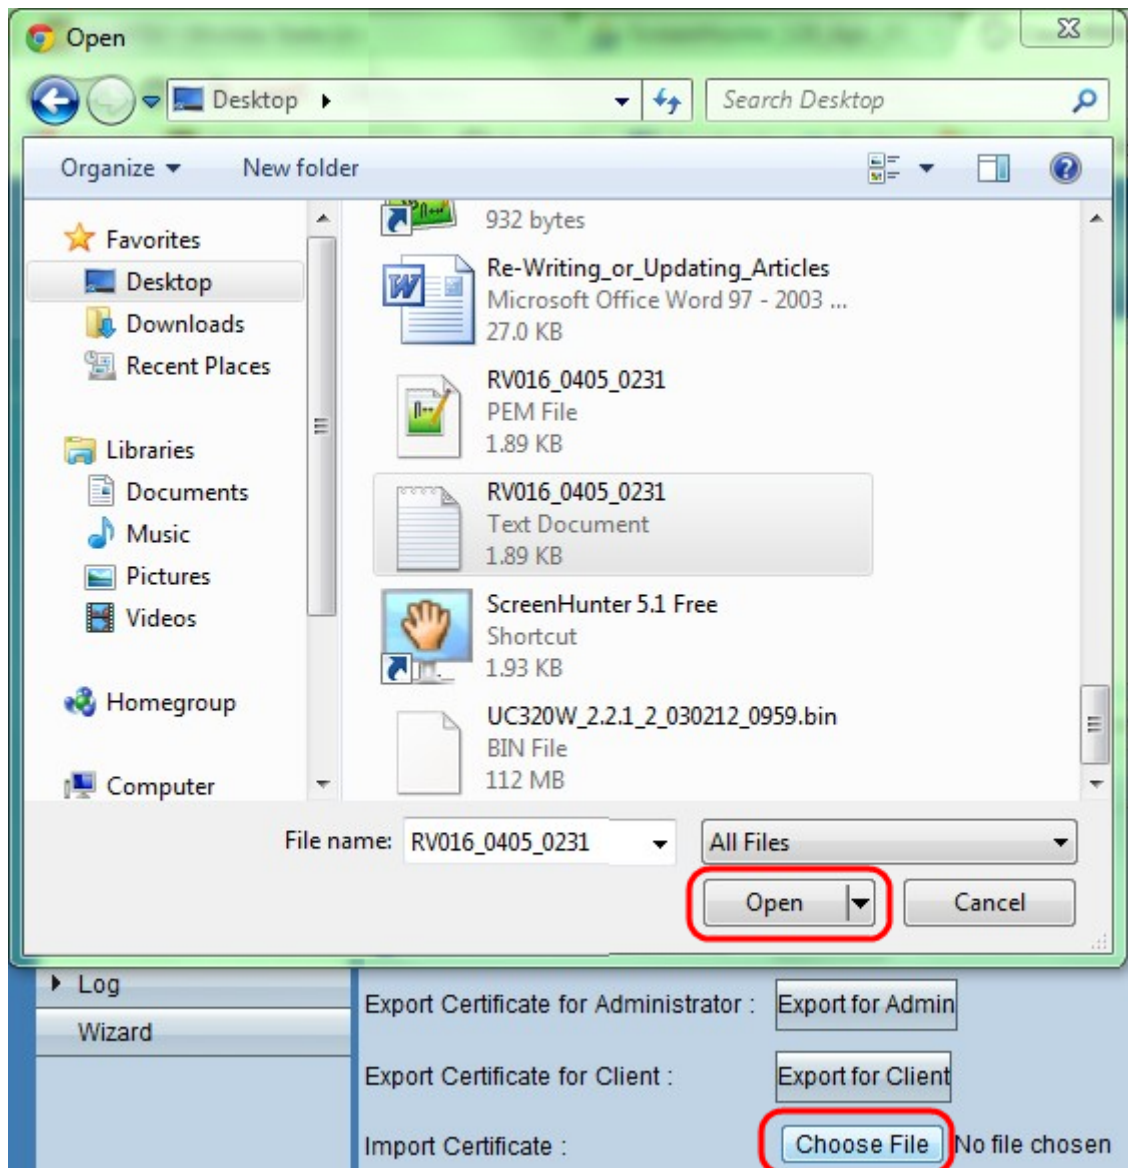 Open
Desktop
Search Desktop
Organize
New folder
Favorites
Desktop
Downloads
Recent Places
Libraries
Documents
Music
Pictures
Videos
Homegroup
Computer
932 bytes
Re-Writing_or_Updating_Articles
Microsoft Office Word 97 - 2003 ...
27.0 KB
RV016_0405_0231
PEM File
1.89 KB
RV016_0405_0231
Text Document
1.89 KB
ScreenHunter 5.1 Free
Shortcut
1.93 KB
UC320W_2.2.1_2_030212_0959.bin
BIN File
112 MB
File name: RV016_0405_0231
All Files
Open
Cancel
Log
Wizard
Export Certificate for Administrator : Export for Admin
Export Certificate for Client : Export for Client
Import Certificate : Choose File No file chosen